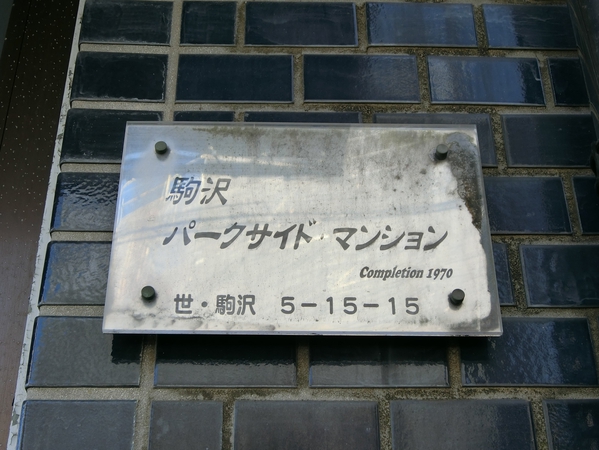 駒沢
パークサイド・マンション
Completion 1970
世・駒沢 5－15－15